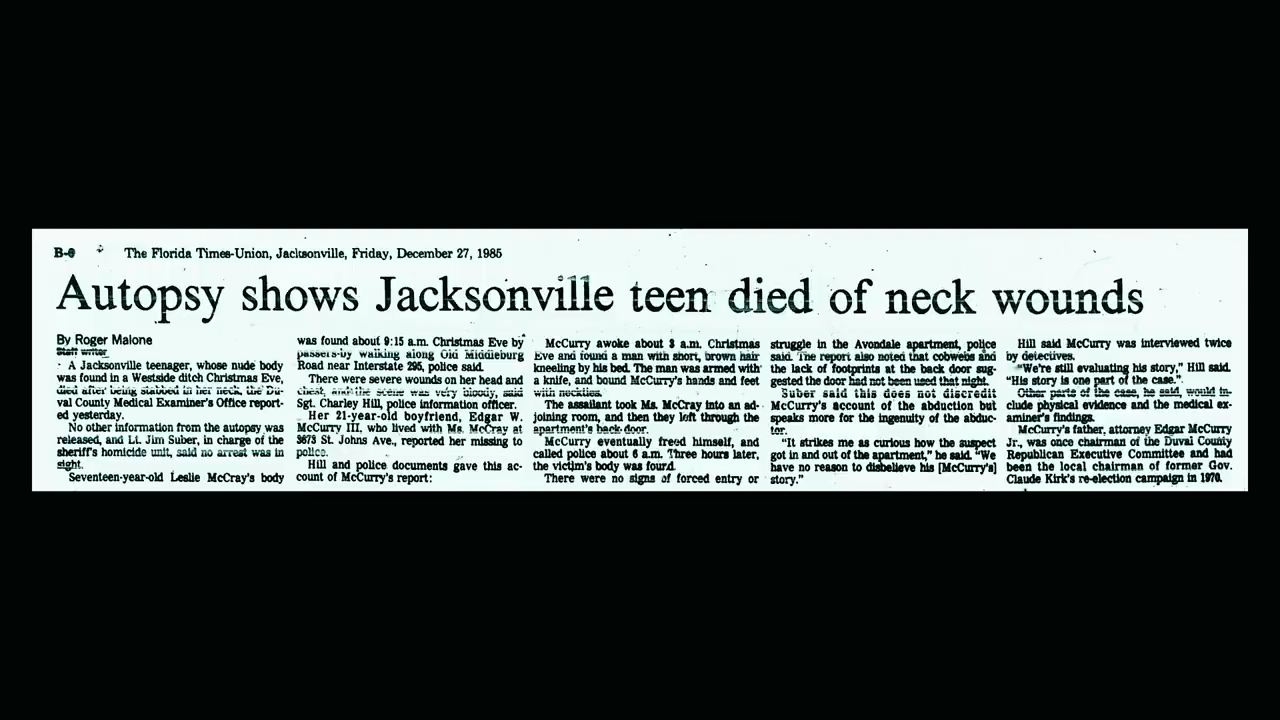 B-6 The Florida Times-Union, Jacksonville, Friday, December 27, 1985
Autopsy shows Jacksonville teen died of neck wounds
By Roger Malone
Staff writer
A Jacksonville teenager, whose nude body
was found in a Westside ditch Christmas Eve,
died after being stabbed in her neck, the Du-
val County Medical Examiner's Office report-
ed yesterday.
No other information from the autopsy was
released, and Lt. Jim Suber, in charge of the
sheriff's homicide unit, said no arrest was in
sight.
Seventeen-year-old Leslie McCray's body
was found about 9:15 a.m. Christmas Eve by
passers-by walking along Old Middleburg
Road near Interstate 295, police said.
There were severe wounds on her head and
chest, and the scene was very bloody, said
Sgt. Charley Hill, police information officer.
Her 21-year-old boyfriend, Edgar W.
McCurry III, who lived with Ms. McCray at
3673 St. Johns Ave., reported her missing to
police.
Hill and police documents gave this ac-
count of McCurry's report:
McCurry awoke about 3 a.m. Christmas
Eve and found a man with short, brown hair
kneeling by his bed. The man was armed with
a knife, and bound McCurry's hands and feet
with neckties.
The assailant took Ms. McCray into an ad-
joining room, and then they left through the
apartment's back door.
McCurry eventually freed himself, and
called police about 6 a.m. Three hours later,
the victim's body was found.
There were no signs of forced entry or
struggle in the Avondale apartment, police
said. The report also noted that cobwebs and
the lack of footprints at the back door sug-
gested the door had not been used that night.
Suber said this does not discredit
McCurry's account of the abduction but
speaks more for the ingenuity of the abduc-
tor.
"It strikes me as curious how the suspect
got in and out of the apartment," he said. "We
have no reason to disbelieve his [McCurry's]
story."
Hill said McCurry was interviewed twice
by detectives.
"We're still evaluating his story," Hill said.
"His story is one part of the case."
Other parts of the case, he said, would in-
clude physical evidence and the medical ex-
aminer's findings.
McCurry's father, attorney Edgar McCurry
Jr., was once chairman of the Duval County
Republican Executive Committee and had
been the local chairman of former Gov.
Claude Kirk's re-election campaign in 1970.